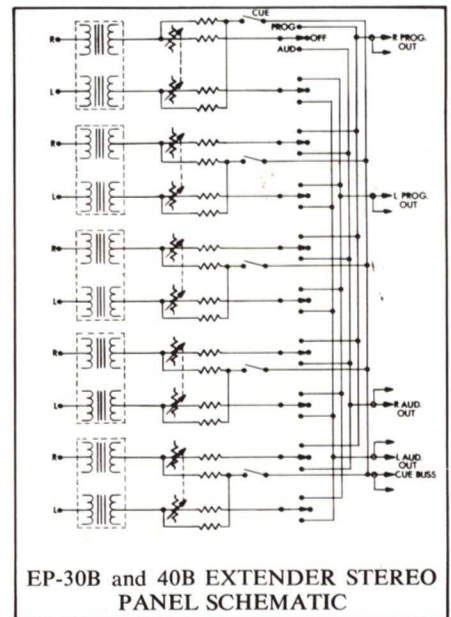 CUE
PROG
R OFF R PROG.
OUT
AUD
L
R
L L PROG.
OUT
R
L
R
L R AUD.
OUT
R L AUD.
OUT
CUE BUSS
L
EP-30B and 40B EXTENDER STEREO
PANEL SCHEMATIC